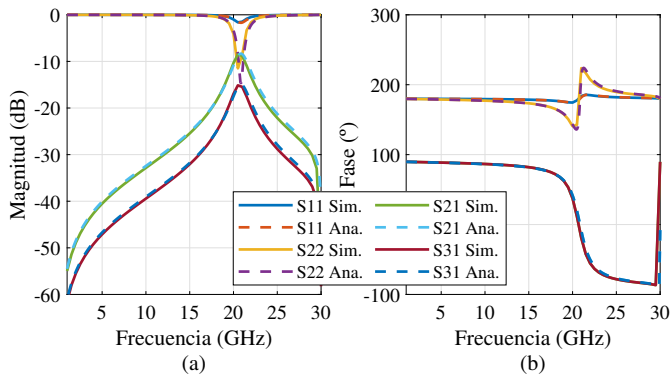 0
-10
-20
-30
-40
-50
-60
Magnitud (dB)
5 10 15 20 25 30
Frecuencia (GHz)
(a)
300
200
100
-100
Fase (º)
5 10 15 20 25 30
Frecuencia (GHz)
(b)
S11 Sim. S21 Sim.
S11 Ana. S21 Ana.
S22 Sim. S31 Sim.
S22 Ana. S31 Ana.